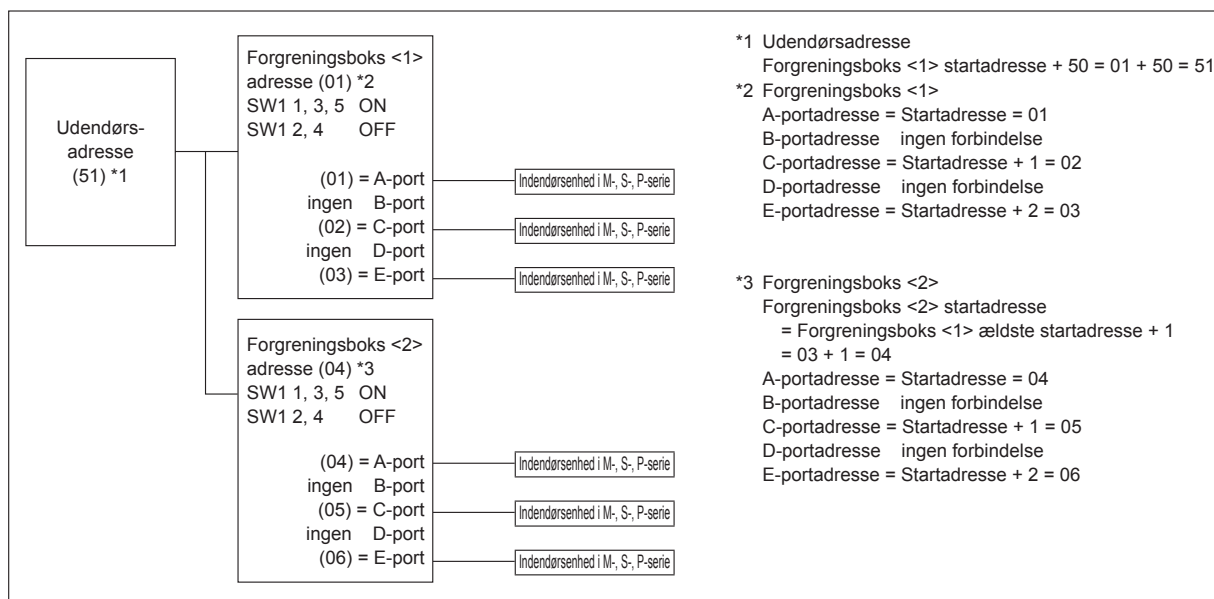 Udendørs-
adresse
(51) *1
Forgreningsboks <1>
adresse (01) *2
SW1 1, 3, 5 ON
SW1 2, 4 OFF
(01) = A-port
ingen B-port
(02) = C-port
ingen D-port
(03) = E-port
Indendørsenhed i M-, S-, P-serie
Indendørsenhed i M-, S-, P-serie
Indendørsenhed i M-, S-, P-serie
Forgreningsboks <2>
adresse (04) *3
SW1 1, 3, 5 ON
SW1 2, 4 OFF
(04) = A-port
ingen B-port
(05) = C-port
ingen D-port
(06) = E-port
Indendørsenhed i M-, S-, P-serie
Indendørsenhed i M-, S-, P-serie
Indendørsenhed i M-, S-, P-serie
*1 Udendørsadresse
Forgreningsboks <1> startadresse + 50 = 01 + 50 = 51
*2 Forgreningsboks <1>
A-portadresse = Startadresse = 01
B-portadresse ingen forbindelse
C-portadresse = Startadresse + 1 = 02
D-portadresse ingen forbindelse
E-portadresse = Startadresse + 2 = 03
*3 Forgreningsboks <2>
Forgreningsboks <2> startadresse
= Forgreningsboks <1> ældste startadresse + 1
= 03 + 1 = 04
A-portadresse = Startadresse = 04
B-portadresse ingen forbindelse
C-portadresse = Startadresse + 1 = 05
D-portadresse ingen forbindelse
E-portadresse = Startadresse + 2 = 06